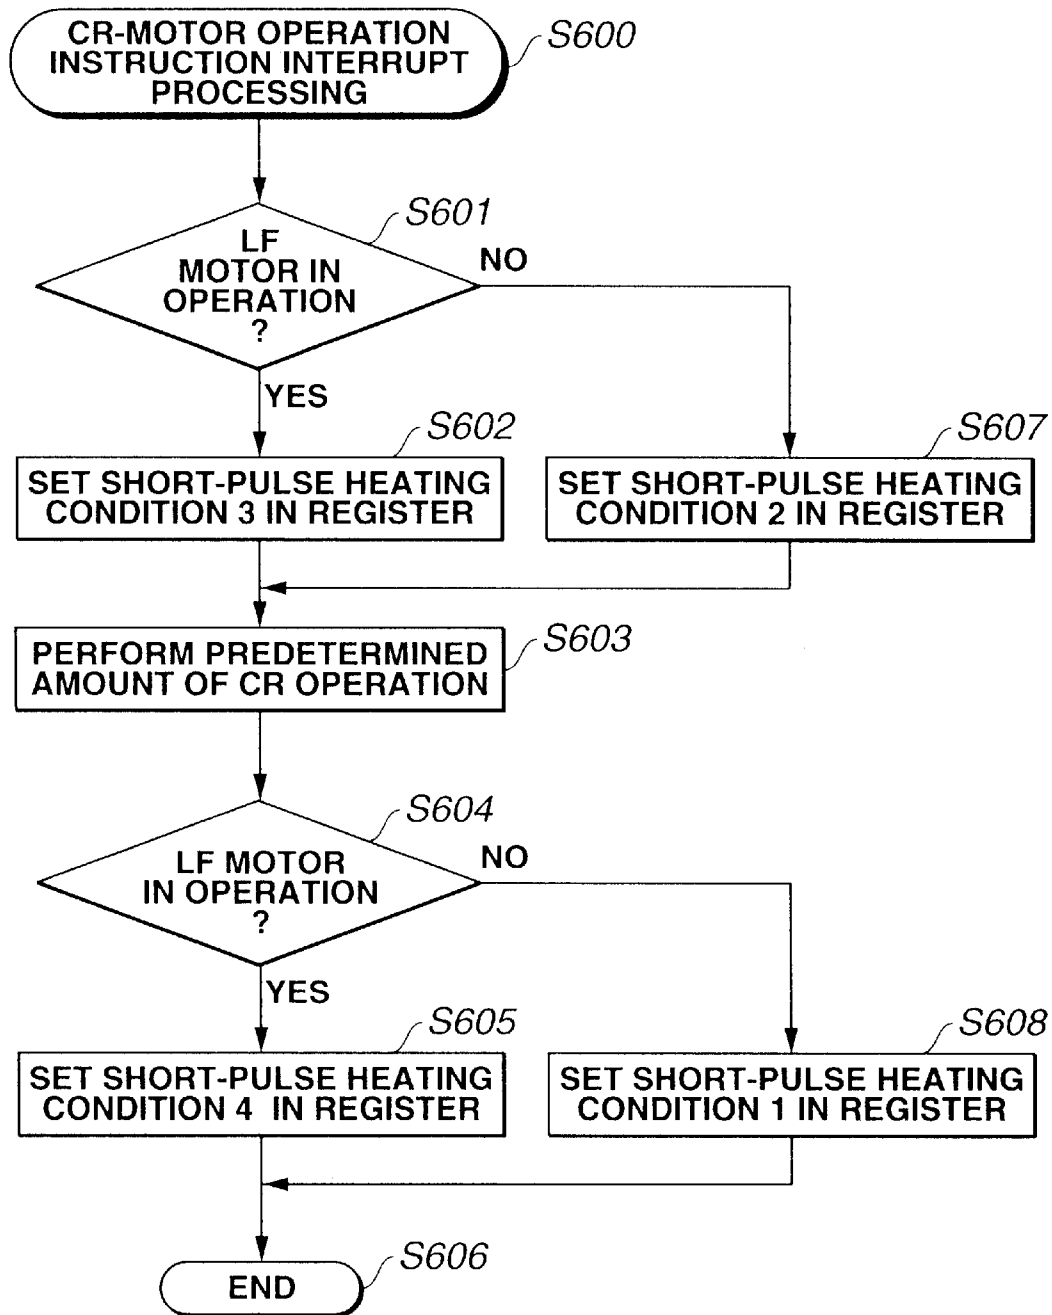 CR-MOTOR OPERATION
INSTRUCTION INTERRUPT
PROCESSING
S600
S601
LF
MOTOR IN
OPERATION
?
NO
YES
S602
SET SHORT-PULSE HEATING
CONDITION 3 IN REGISTER
S607
SET SHORT-PULSE HEATING
CONDITION 2 IN REGISTER
S603
PERFORM PREDETERMINED
AMOUNT OF CR OPERATION
S604
LF MOTOR
IN OPERATION
?
NO
YES
S605
SET SHORT-PULSE HEATING
CONDITION 4 IN REGISTER
S608
SET SHORT-PULSE HEATING
CONDITION 1 IN REGISTER
S606
END